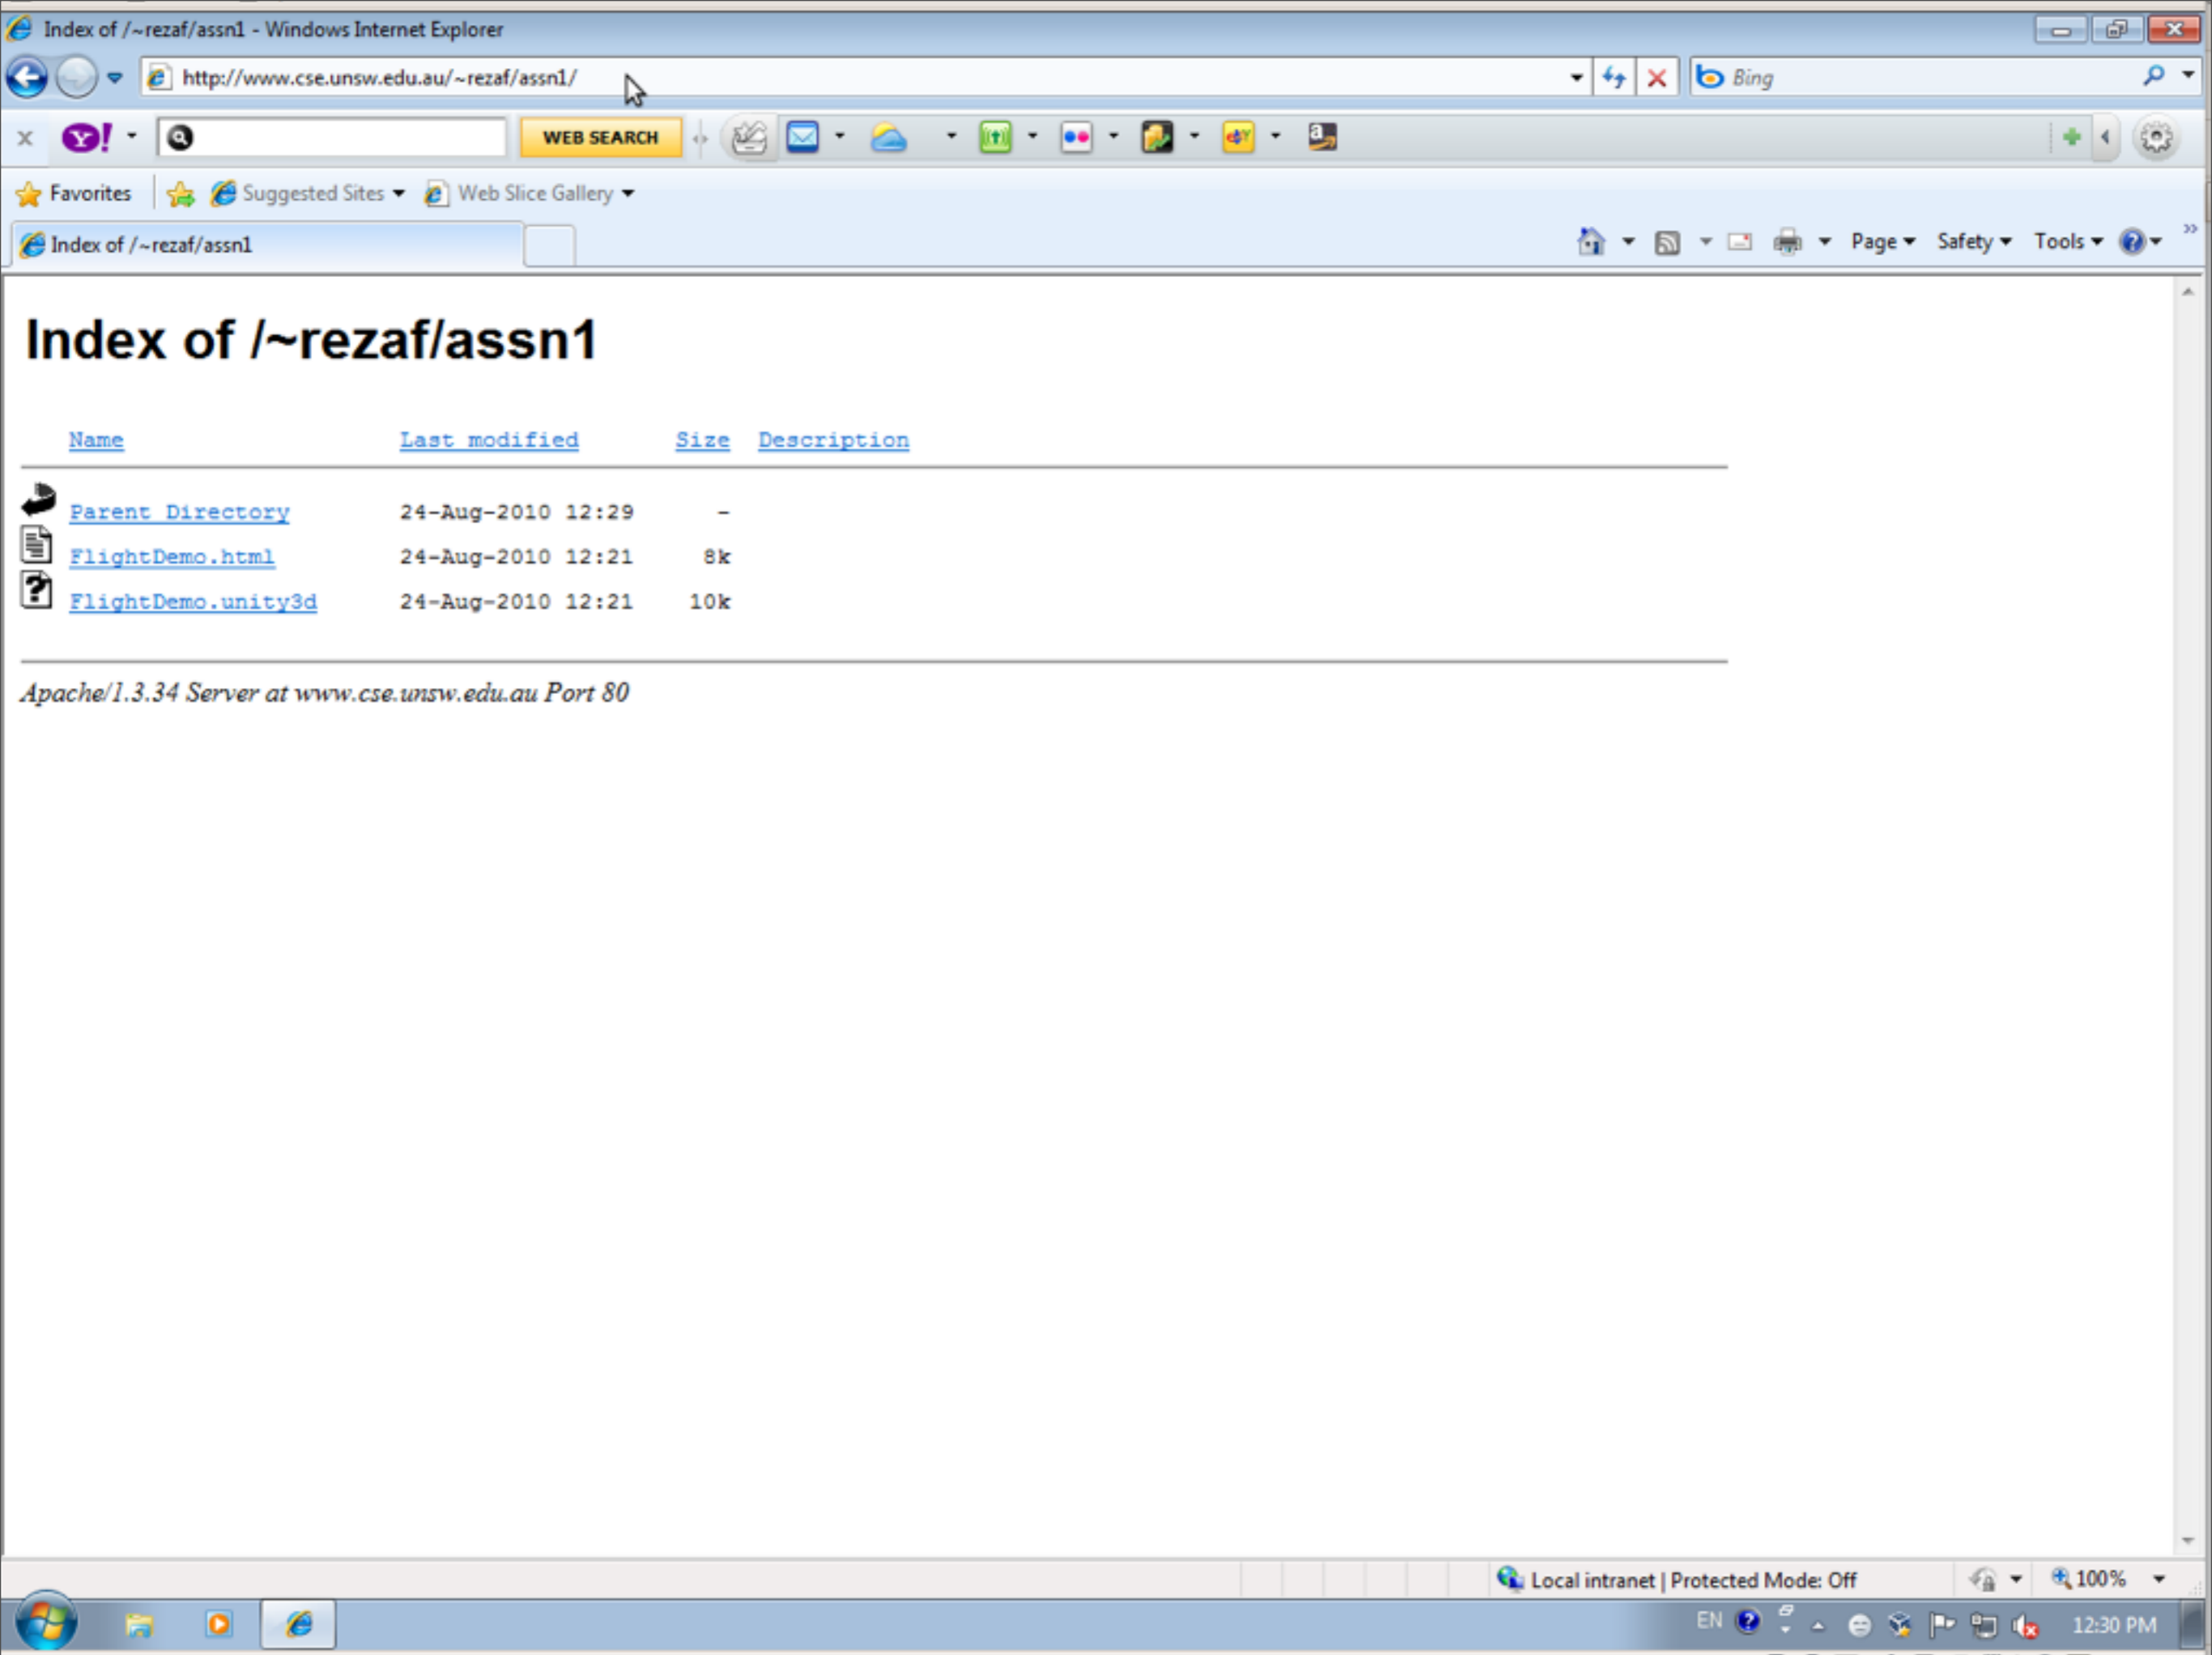 Index of /~rezaf/assn1 - Windows Internet Explorer
http://www.cse.unsw.edu.au/~rezaf/assn1/
Bing
Y!
WEB SEARCH
Favorites
Suggested Sites
Web Slice Gallery
Index of /~rezaf/assn1
Page
Safety
Tools
Index of /~rezaf/assn1
Name Last modified Size Description
Parent Directory 24-Aug-2010 12:29 -
FlightDemo.html 24-Aug-2010 12:21 8k
FlightDemo.unity3d 24-Aug-2010 12:21 10k
Apache/1.3.34 Server at www.cse.unsw.edu.au Port 80
Local intranet | Protected Mode: Off
100%
EN
12:30 PM